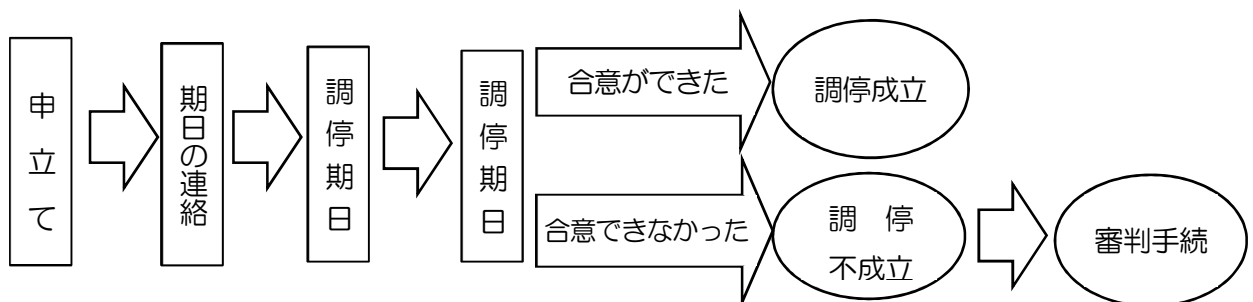 申立て
期日の連絡
調停期日
調停期日
合意ができた
調停成立
合意できなかった
調　停
不成立
審判手続